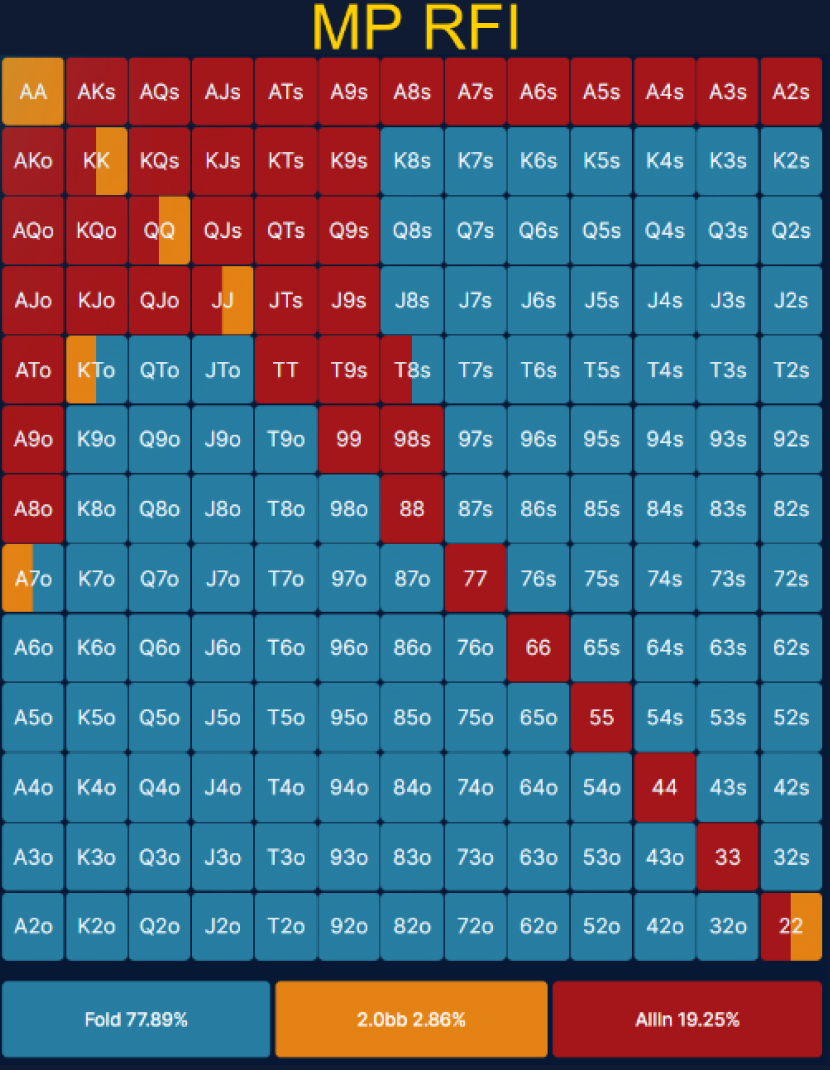 MP RFI
AA AKs AQs AJs ATs A9s A8s A7s A6s A5s A4s A3s A2s
AKo KK KQs KJs KTs K9s K8s K7s K6s K5s K4s K3s K2s
AQo KQo QQ QJs QTs Q9s Q8s Q7s Q6s Q5s Q4s Q3s Q2s
AJo KJo QJo JJ JTs J9s J8s J7s J6s J5s J4s J3s J2s
ATo KTo QTo JTo TT T9s T8s T7s T6s T5s T4s T3s T2s
A9o K9o Q9o J9o T9o 99 98s 97s 96s 95s 94s 93s 92s
A8o K8o Q8o J8o T8o 98o 88 87s 86s 85s 84s 83s 82s
A7o K7o Q7o J7o T7o 97o 87o 77 76s 75s 74s 73s 72s
A6o K6o Q6o J6o T6o 96o 86o 76o 66 65s 64s 63s 62s
A5o K5o Q5o J5o T5o 95o 85o 75o 65o 55 54s 53s 52s
A4o K4o Q4o J4o T4o 94o 84o 74o 64o 54o 44 43s 42s
A3o K3o Q3o J3o T3o 93o 83o 73o 63o 53o 43o 33 32s
A2o K2o Q2o J2o T2o 92o 82o 72o 62o 52o 42o 32o 22
Fold 77.89% 2.0bb 2.86% AllIn 19.25%